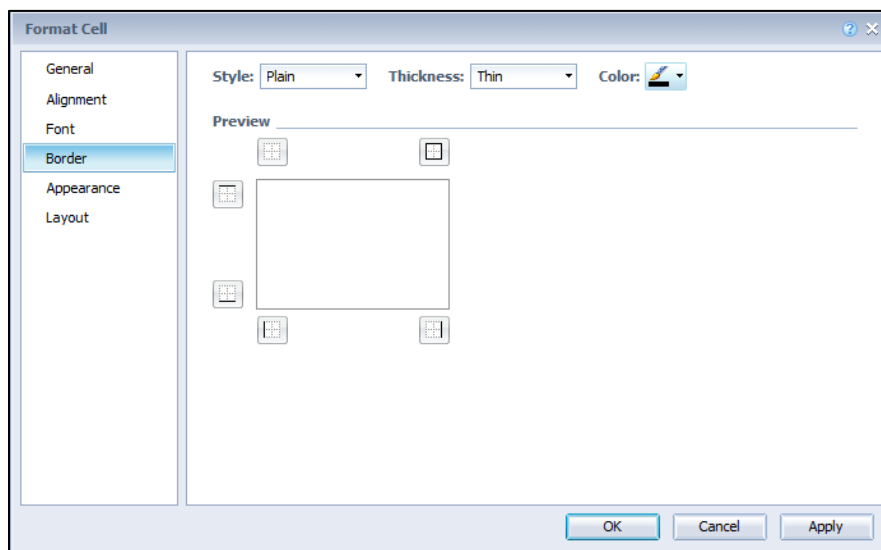 Format Cell
General
Alignment
Font
Border
Appearance
Layout
Style: Plain Thickness: Thin Color:
Preview
OK Cancel Apply